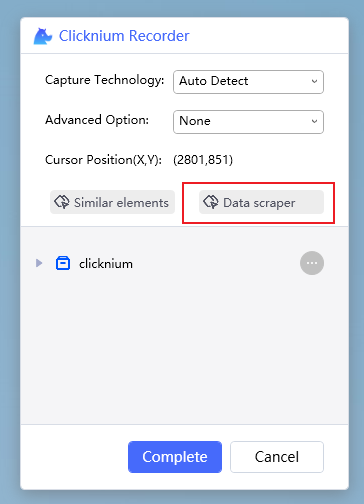 Clicknium Recorder
Capture Technology: Auto Detect
Advanced Option: None
Cursor Position(X,Y): (2801,851)
Similar elements Data scraper
clicknium
Complete Cancel